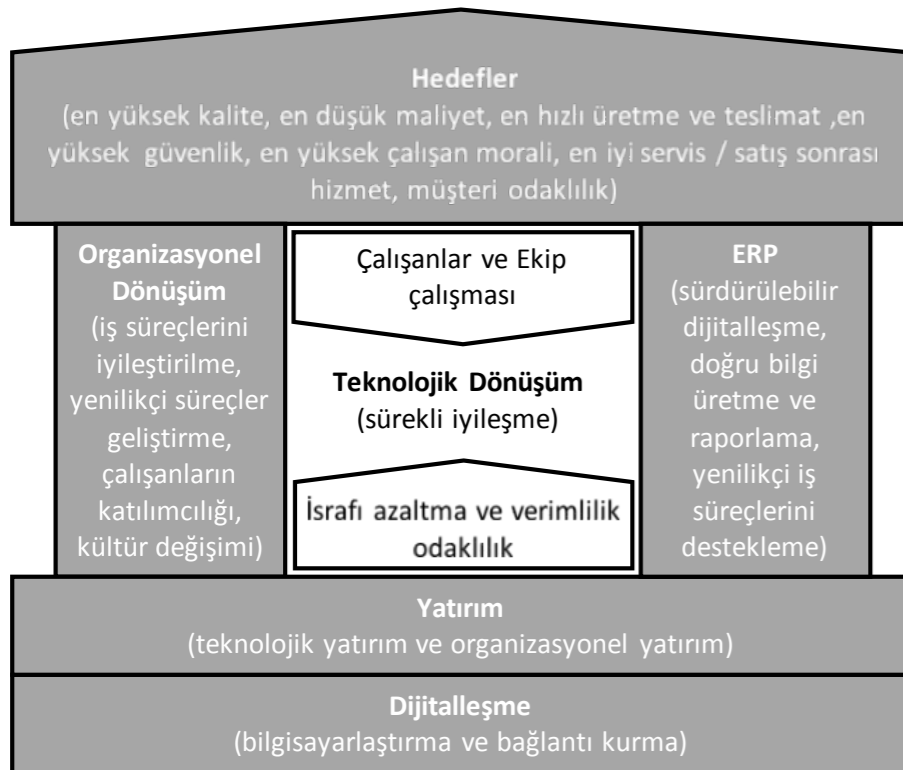 Hedefler
(en yüksek kalite, en düşük maliyet, en hızlı üretme ve teslimat ,en
yüksek güvenlik, en yüksek çalışan morali, en iyi servis / satış sonrası
hizmet, müşteri odaklılık)
Organizasyonel
Dönüşüm
(iş süreçlerini
iyileştirilme,
yenilikçi süreçler
geliştirme,
çalışanların
katılımcılığı,
kültür değişimi)
Çalışanlar ve Ekip
çalışması
Teknolojik Dönüşüm
(sürekli iyileşme)
İsrafı azaltma ve verimlilik
odaklılık
ERP
(sürdürülebilir
dijitalleşme,
doğru bilgi
üretme ve
raporlama,
yenilikçi iş
süreçlerini
destekleme)
Yatırım
(teknolojik yatırım ve organizasyonel yatırım)
Dijitalleşme
(bilgisayarlaştırma ve bağlantı kurma)